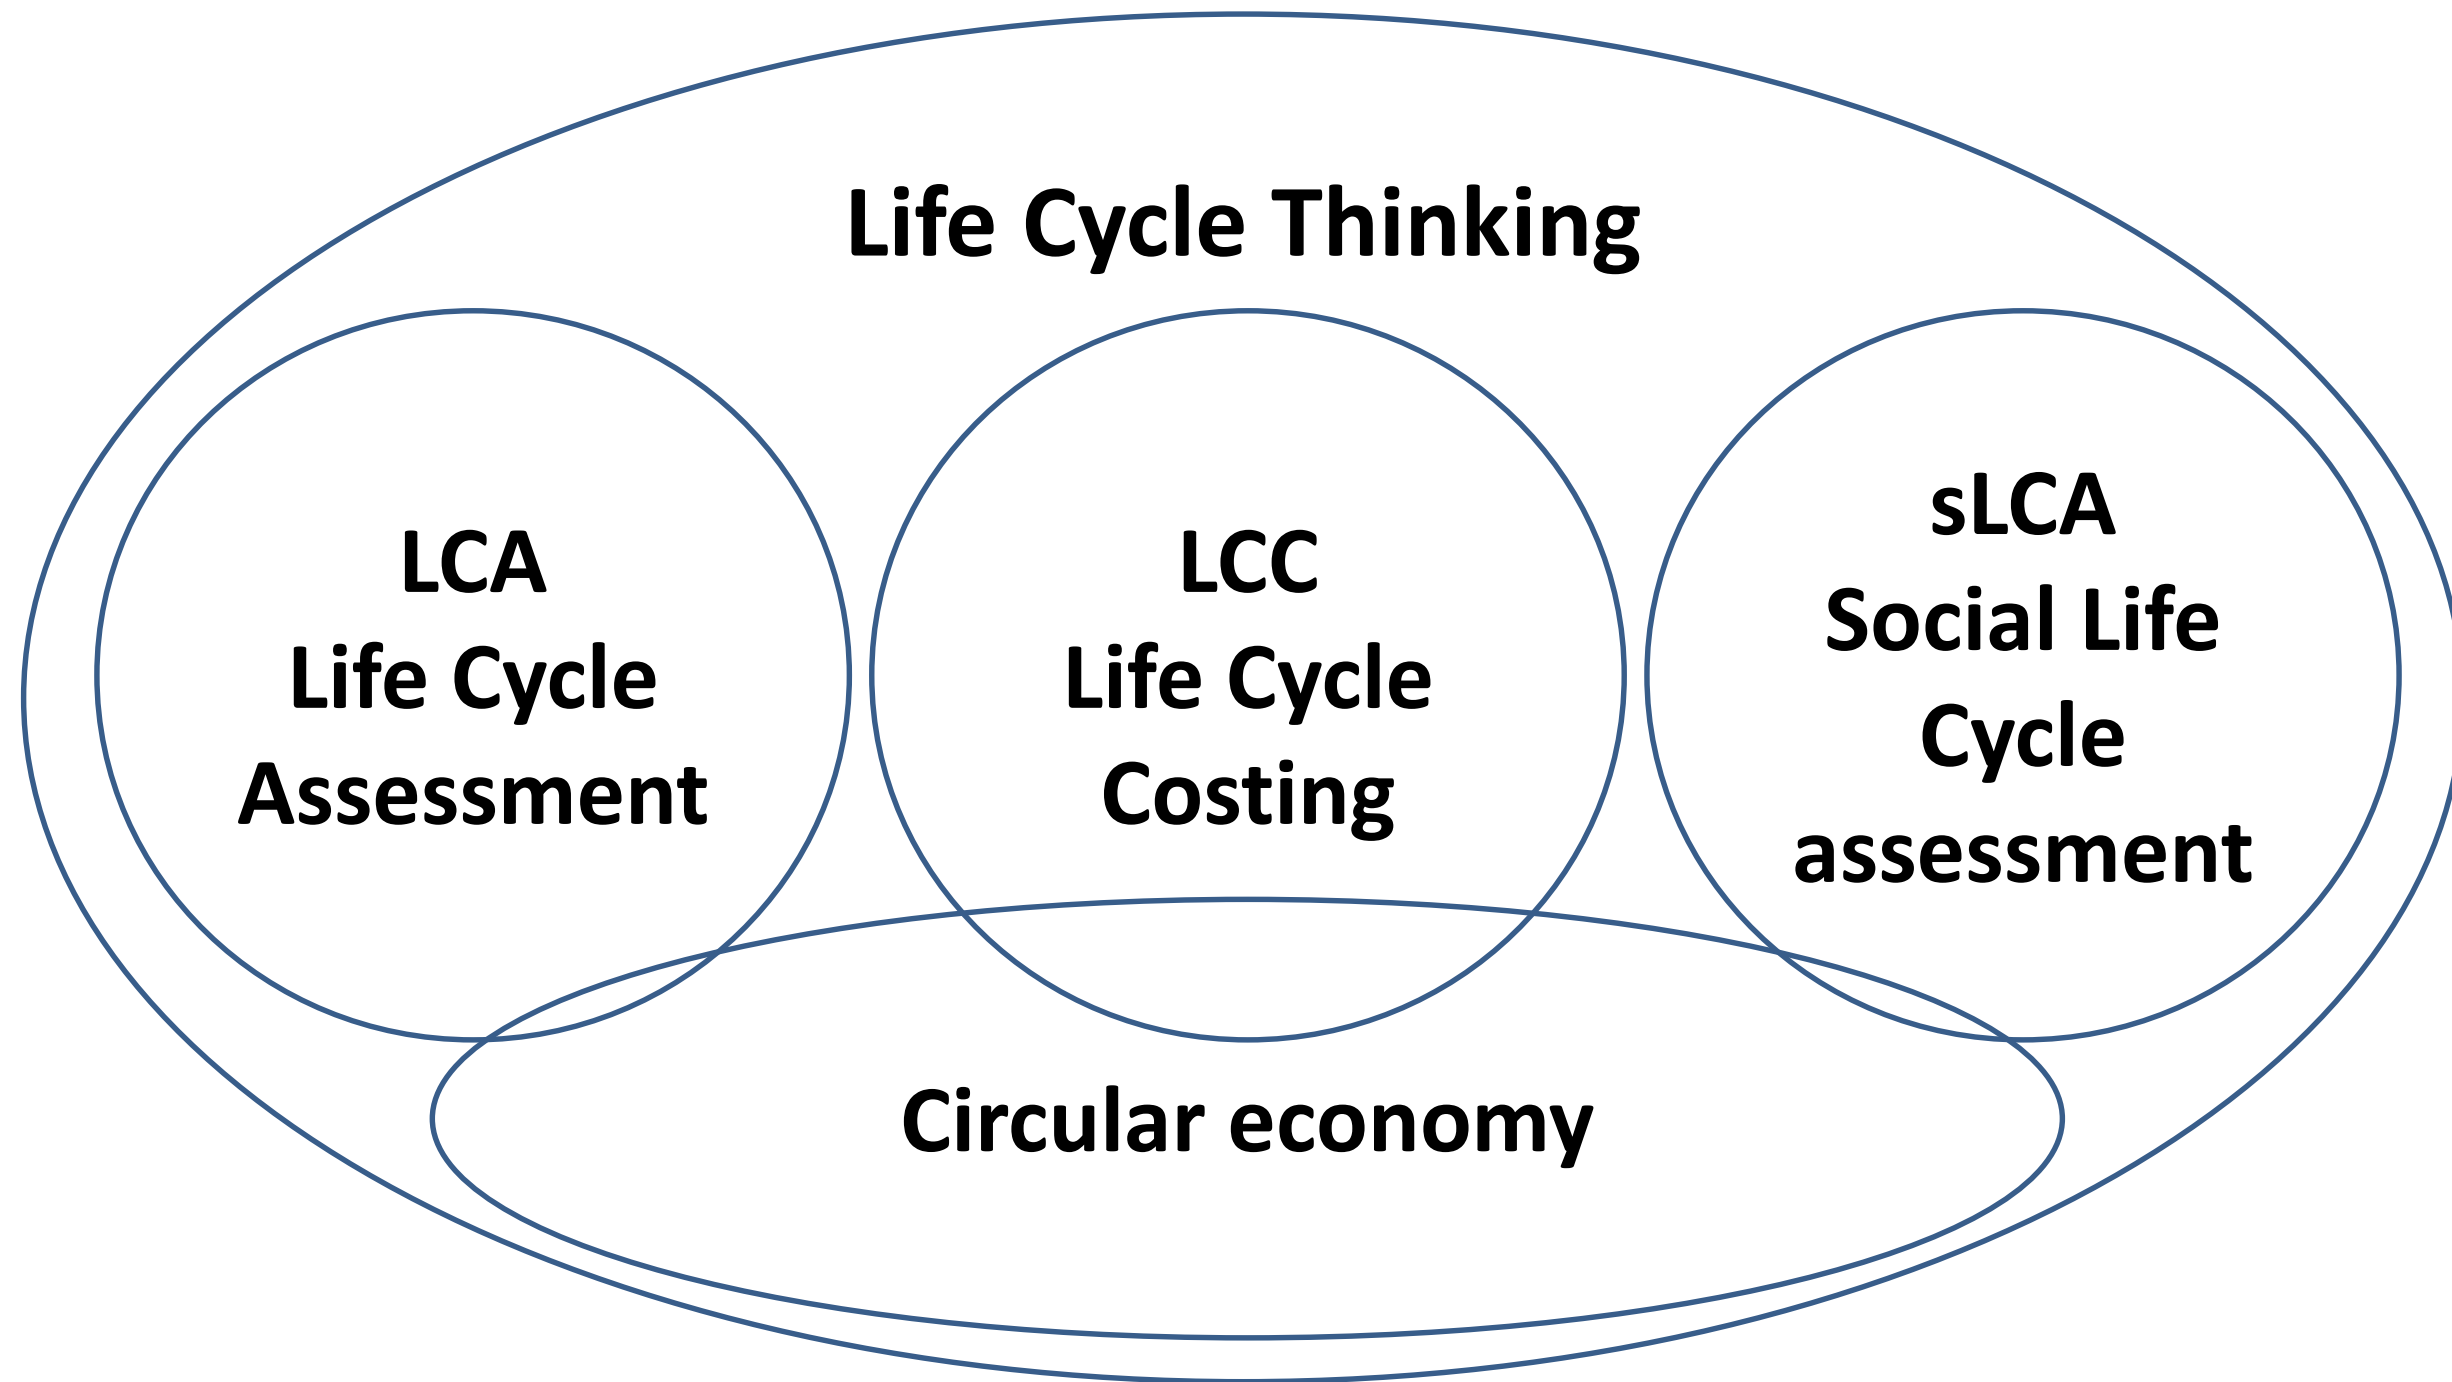 Life Cycle Thinking
LCA
Life Cycle
Assessment
LCC
Life Cycle
Costing
sLCA
Social Life
Cycle
assessment
Circular economy